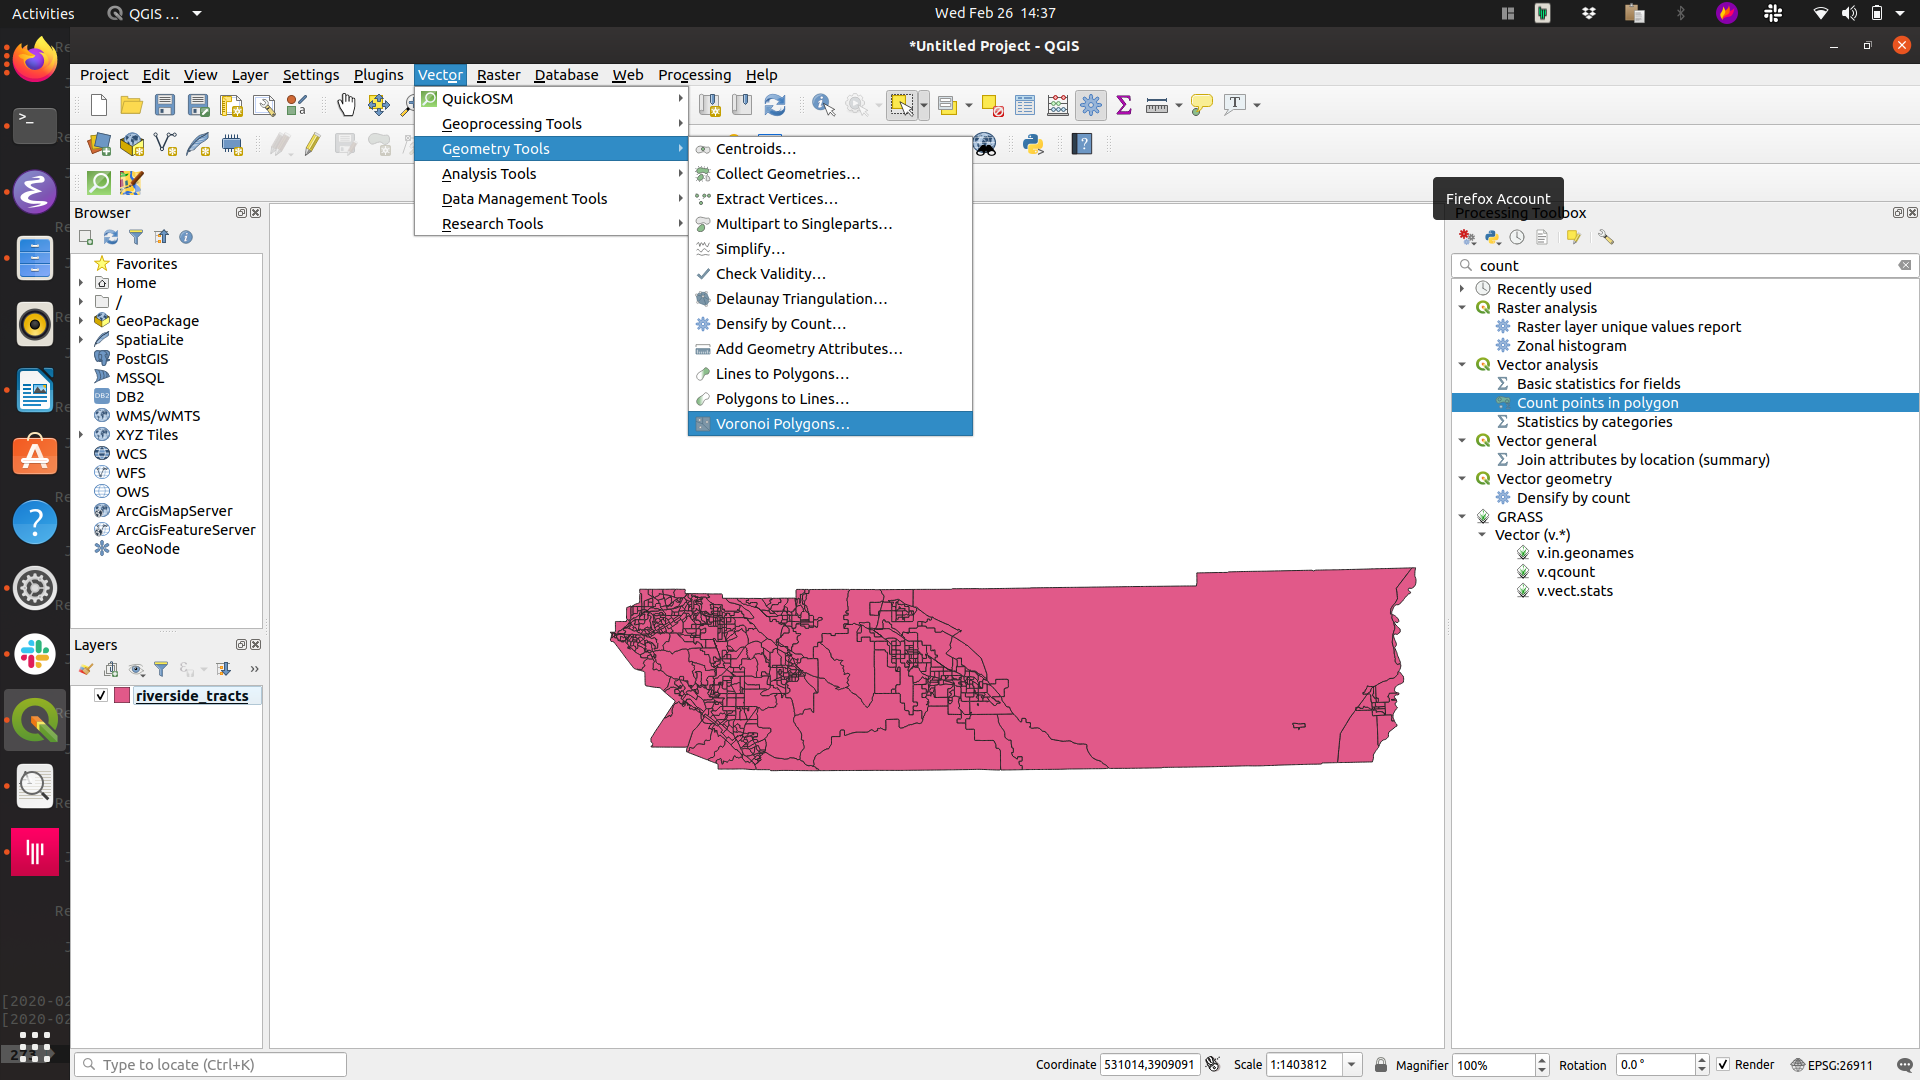 Activities
QGIS ...
Wed Feb 26 14:37
*Untitled Project - QGIS
Project Edit View Layer Settings Plugins Vector Raster Database Web Processing Help
QuickOSM
Geoprocessing Tools
Geometry Tools
Analysis Tools
Data Management Tools
Research Tools
Centroids...
Collect Geometries...
Extract Vertices...
Multipart to Singleparts...
Simplify...
Check Validity...
Delaunay Triangulation...
Densify by Count...
Add Geometry Attributes...
Lines to Polygons...
Polygons to Lines...
Voronoi Polygons...
Browser
Favorites
Home
/
GeoPackage
SpatiaLite
PostGIS
MSSQL
DB2
WMS/WMTS
XYZ Tiles
WCS
WFS
OWS
ArcGisMapServer
ArcGisFeatureServer
GeoNode
Layers
riverside_tracts
Firefox Account
Processing Toolbox
count
Recently used
Raster analysis
Raster layer unique values report
Zonal histogram
Vector analysis
Basic statistics for fields
Count points in polygon
Statistics by categories
Vector general
Join attributes by location (summary)
Vector geometry
Densify by count
GRASS
Vector (v.*)
v.in.geonames
v.qcount
v.vect.stats
[2020-02
[2020-02
Type to locate (Ctrl+K)
Coordinate 531014,3909091
Scale 1:1403812
Magnifier 100%
Rotation 0.0 °
Render
EPSG:26911